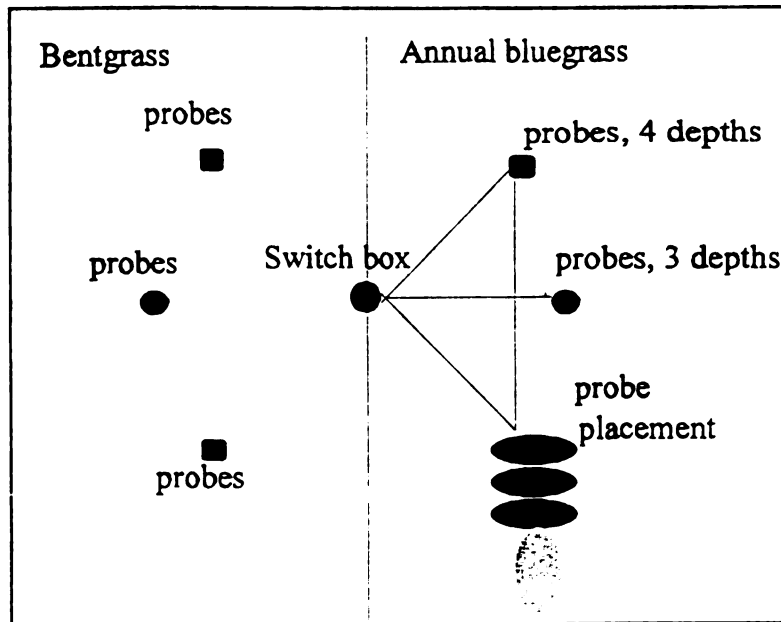 Bentgrass
Annual bluegrass
probes
probes, 4 depths
probes
Switch box
probes, 3 depths
probe
placement
probes